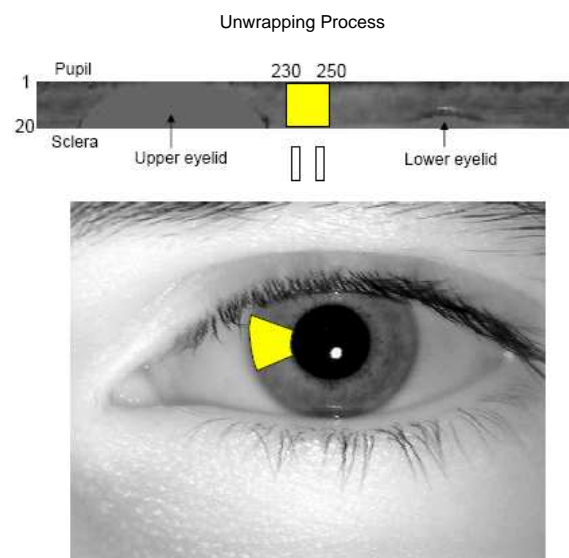 Unwrapping Process
Pupil
230 250
1
20
Sclera
Upper eyelid
Lower eyelid